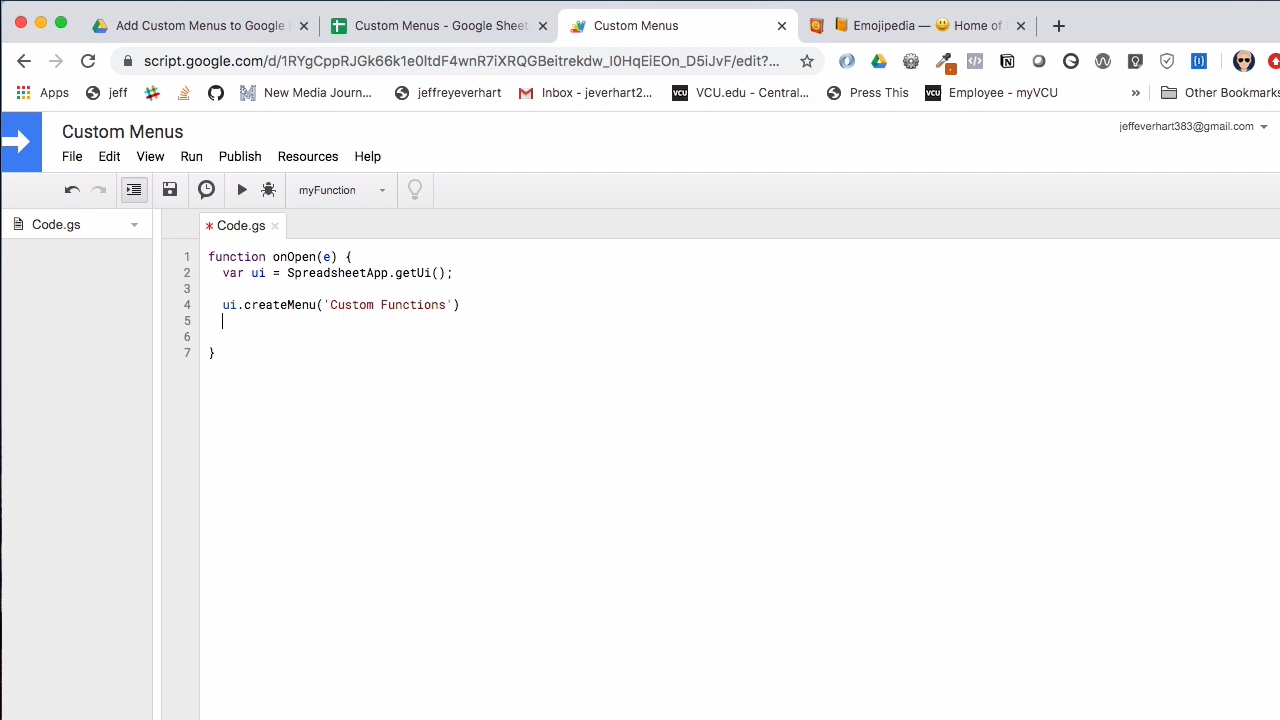 Add Custom Menus to Google
Custom Menus - Google Sheet
Custom Menus
Emojipedia — 😃 Home of
script.google.com/d/1RYgCppRJGk66k1e0ltdF4wnR7iXRQGBeitrekdw_I0HqEiEOn_D5iJvF/edit?...
Apps
jeff
New Media Journ...
jeffreyeverhart
Inbox - jeverhart2...
VCU VCU.edu - Central...
Press This
VCU Employee - myVCU
»
Other Bookmarks
Custom Menus
jeffeverhart383@gmail.com
File Edit View Run Publish Resources Help
myFunction
Code.gs
* Code.gs
1 function onOpen(e) {
2 var ui = SpreadsheetApp.getUi();
3
4 ui.createMenu('Custom Functions')
5
6
7 }